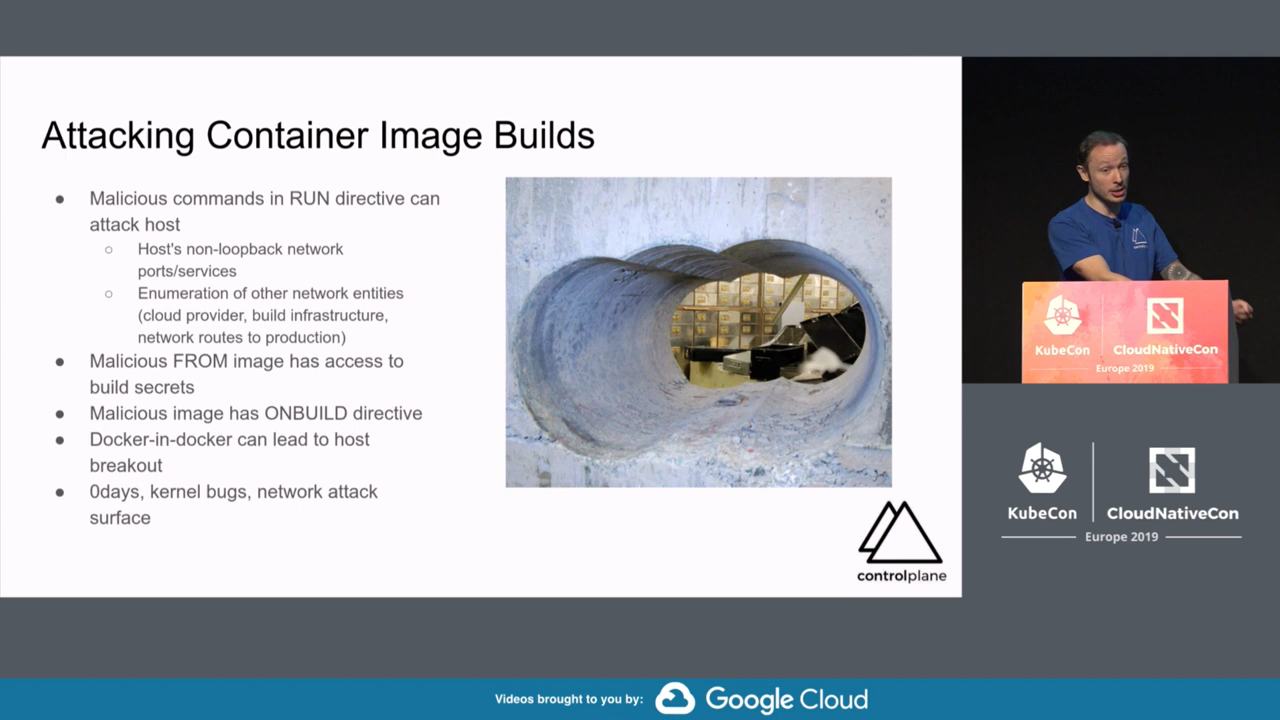 Attacking Container Image Builds
● Malicious commands in RUN directive can
attack host
○ Host's non-loopback network
ports/services
○ Enumeration of other network entities
(cloud provider, build infrastructure,
network routes to production)
● Malicious FROM image has access to
build secrets
● Malicious image has ONBUILD directive
● Docker-in-docker can lead to host
breakout
● 0days, kernel bugs, network attack
surface
controlplane
KubeCon
CloudNativeCon
Europe 2019
KubeCon
CloudNativeCon
Europe 2019
Videos brought to you by:
Google Cloud